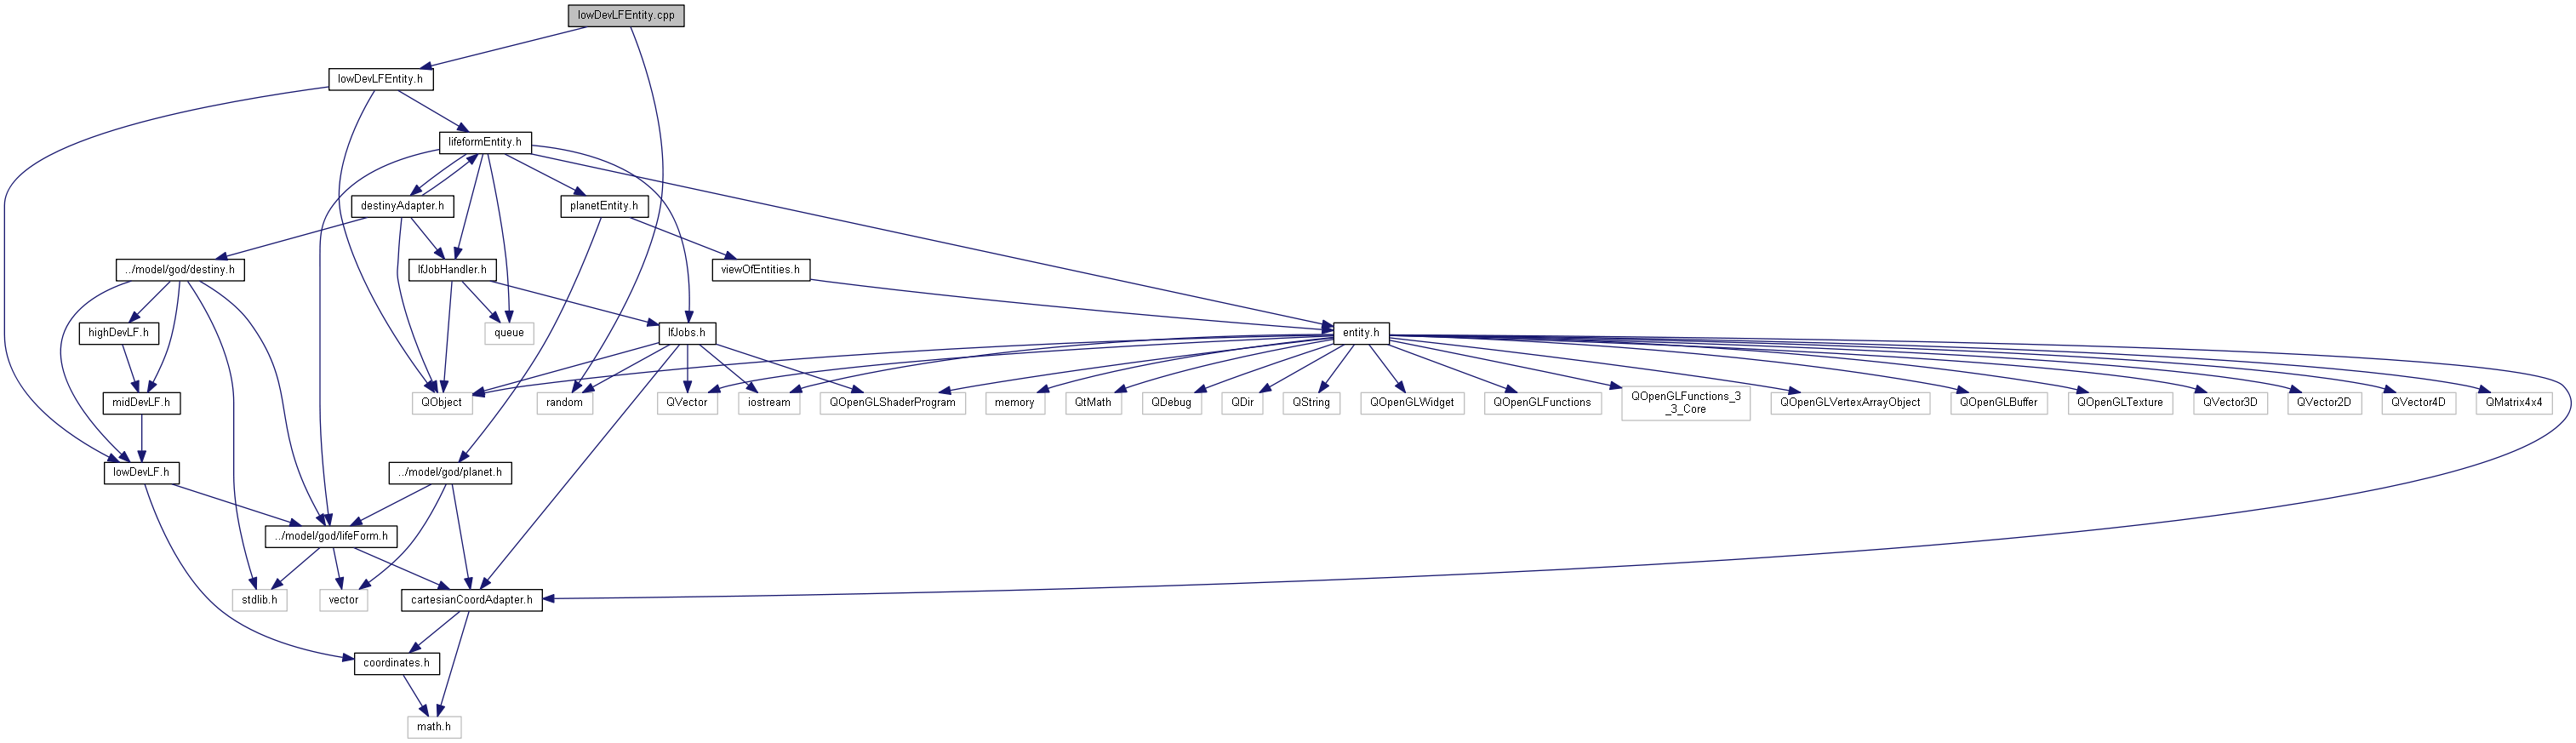 lowDevLFEntity.cpp
lowDevLFEntity.h
lifeformEntity.h
destinyAdapter.h
planetEntity.h
../model/god/destiny.h
lfJobHandler.h
viewOfEntities.h
highDevLF.h
queue
lfJobs.h
entity.h
midDevLF.h
QObject
random
QVector
iostream
QOpenGLShaderProgram
memory
QtMath
QDebug
QDir
QString
QOpenGLWidget
QOpenGLFunctions
QOpenGLFunctions_3
_3_Core
QOpenGLVertexArrayObject
QOpenGLBuffer
QOpenGLTexture
QVector3D
QVector2D
QVector4D
QMatrix4x4
lowDevLF.h
../model/god/planet.h
../model/god/lifeForm.h
stdlib.h
vector
cartesianCoordAdapter.h
coordinates.h
math.h